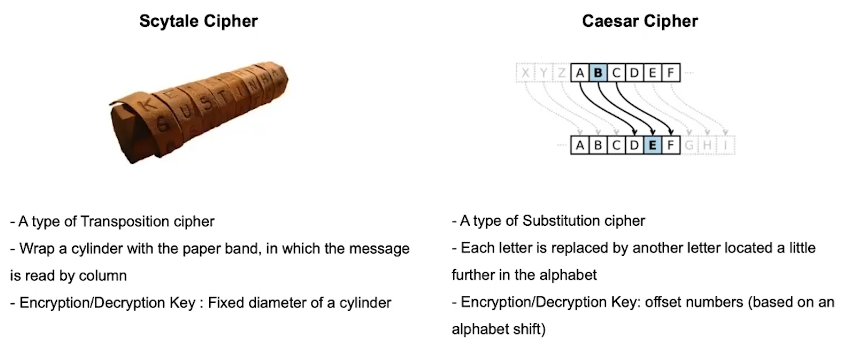 Scytale Cipher
K E
G U S T I N H A
- A type of Transposition cipher
- Wrap a cylinder with the paper band, in which the message
is read by column
- Encryption/Decryption Key : Fixed diameter of a cylinder
Caesar Cipher
X Y Z A B C D E F
A B C D E F G H I
- A type of Substitution cipher
- Each letter is replaced by another letter located a little
further in the alphabet
- Encryption/Decryption Key: offset numbers (based on an
alphabet shift)